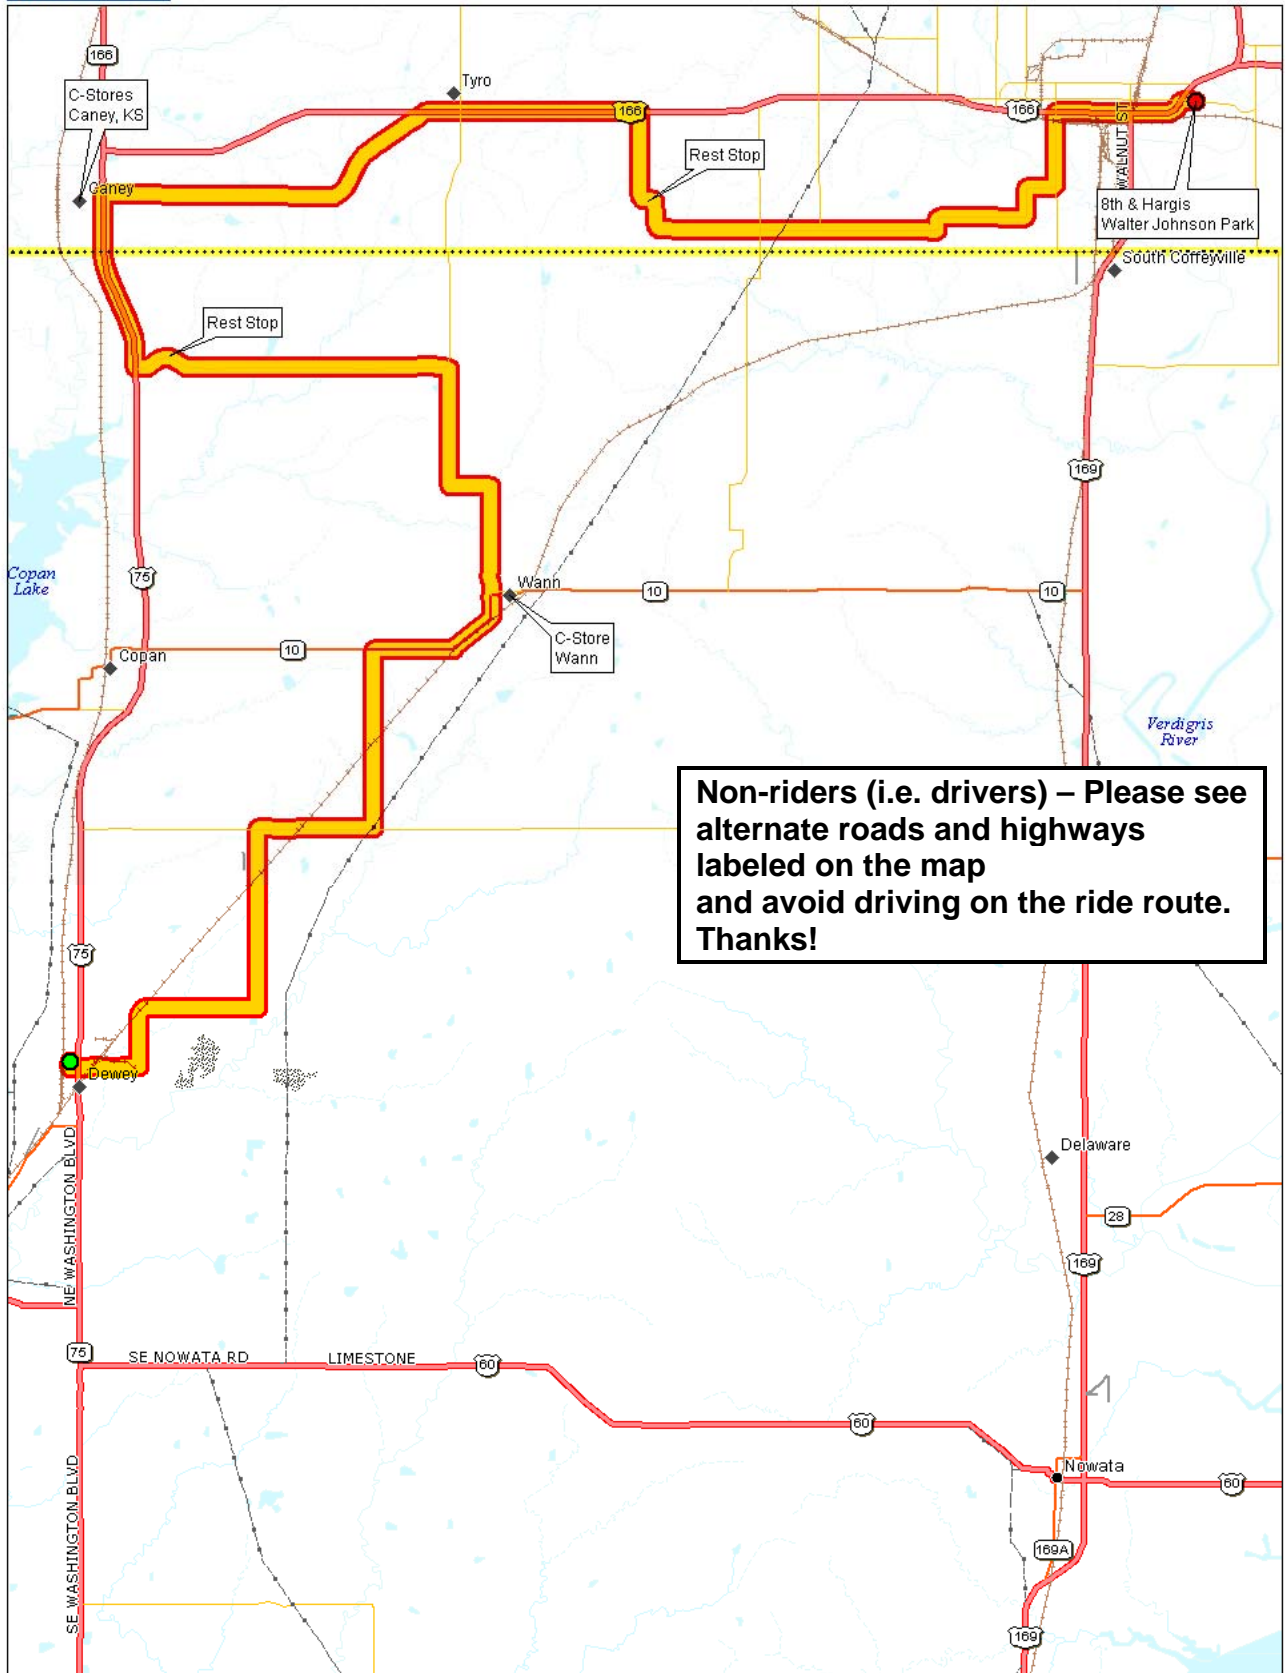 166
C-Stores
Caney, KS
Tyro
166
166
WALNUT ST
Rest Stop
Caney
8th & Hargis
Walter Johnson Park
South Coffeyville
Rest Stop
169
Copan
Lake
75
Wann
10
10
C-Store
Wann
10
Copan
Verdigris
River
Non-riders (i.e. drivers) – Please see
alternate roads and highways
labeled on the map
and avoid driving on the ride route.
Thanks!
75
Dewey
NE WASHINGTON BLVD
Delaware
28
169
75
SE NOWATA RD
LIMESTONE
60
60
Nowata
60
SE WASHINGTON BLVD
169A
169